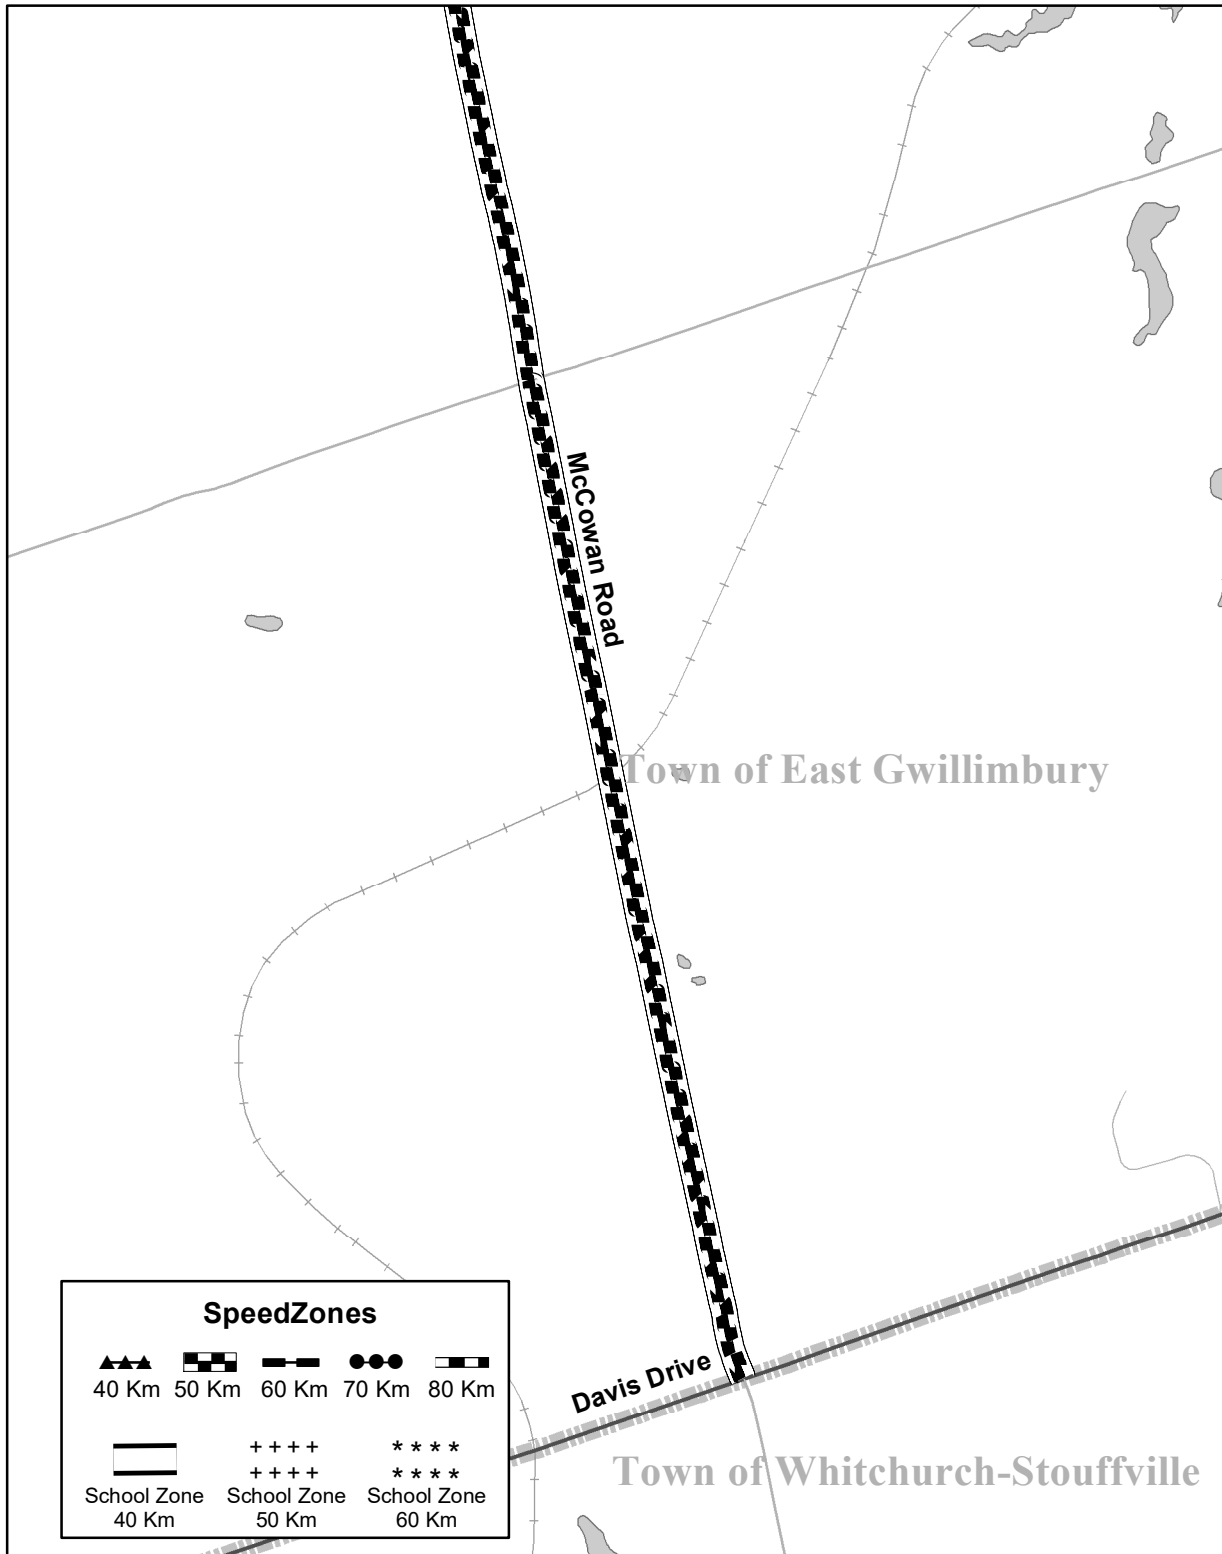 McCowan Road
Town of East Gwillimbury
Davis Drive
Town of Whitchurch-Stouffville
SpeedZones
40 Km 50 Km 60 Km 70 Km 80 Km
School Zone School Zone School Zone
40 Km 50 Km 60 Km